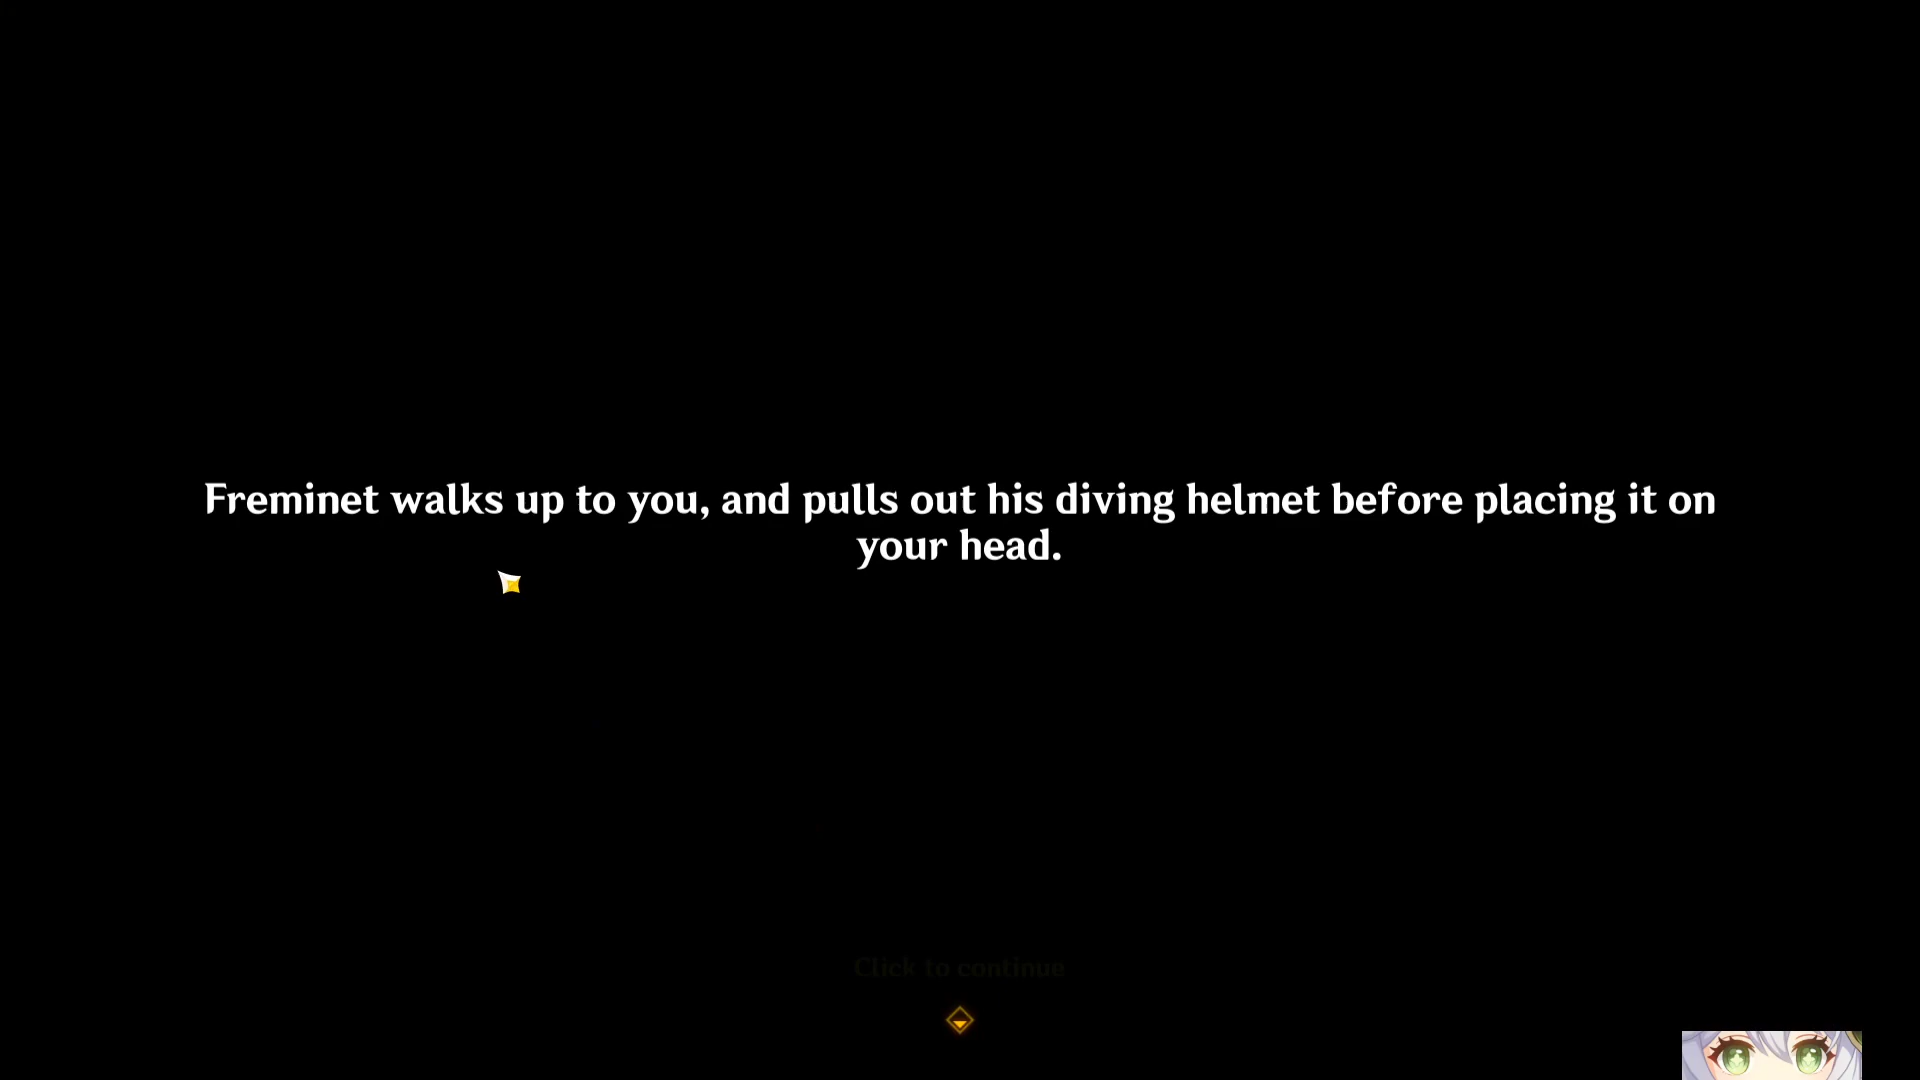 Freminet walks up to you, and pulls out his diving helmet before placing it on
your head.
Click to continue